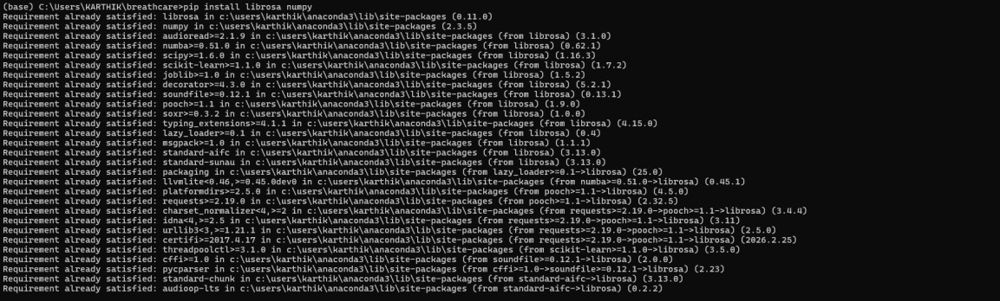 (base) C:\Users\KARTHIK\breathcare>pip install librosa numpy
Requirement already satisfied: librosa in c:\users\karthik\anaconda3\lib\site-packages (0.11.0)
Requirement already satisfied: numpy in c:\users\karthik\anaconda3\lib\site-packages (2.3.5)
Requirement already satisfied: audioread>=2.1.9 in c:\users\karthik\anaconda3\lib\site-packages (from librosa) (3.1.0)
Requirement already satisfied: numba>=0.51.0 in c:\users\karthik\anaconda3\lib\site-packages (from librosa) (0.62.1)
Requirement already satisfied: scipy>=1.6.0 in c:\users\karthik\anaconda3\lib\site-packages (from librosa) (1.16.3)
Requirement already satisfied: scikit-learn>=1.1.0 in c:\users\karthik\anaconda3\lib\site-packages (from librosa) (1.7.2)
Requirement already satisfied: joblib>=1.0 in c:\users\karthik\anaconda3\lib\site-packages (from librosa) (1.5.2)
Requirement already satisfied: decorator>=4.3.0 in c:\users\karthik\anaconda3\lib\site-packages (from librosa) (5.2.1)
Requirement already satisfied: soundfile>=0.12.1 in c:\users\karthik\anaconda3\lib\site-packages (from librosa) (0.13.1)
Requirement already satisfied: pooch>=1.1 in c:\users\karthik\anaconda3\lib\site-packages (from librosa) (1.9.0)
Requirement already satisfied: soxr>=0.3.2 in c:\users\karthik\anaconda3\lib\site-packages (from librosa) (1.0.0)
Requirement already satisfied: typing_extensions>=4.1.1 in c:\users\karthik\anaconda3\lib\site-packages (from librosa) (4.15.0)
Requirement already satisfied: lazy_loader>=0.1 in c:\users\karthik\anaconda3\lib\site-packages (from librosa) (0.4)
Requirement already satisfied: msgpack>=1.0 in c:\users\karthik\anaconda3\lib\site-packages (from librosa) (1.1.1)
Requirement already satisfied: standard-aifc in c:\users\karthik\anaconda3\lib\site-packages (from librosa) (3.13.0)
Requirement already satisfied: standard-sunau in c:\users\karthik\anaconda3\lib\site-packages (from librosa) (3.13.0)
Requirement already satisfied: packaging in c:\users\karthik\anaconda3\lib\site-packages (from lazy_loader>=0.1->librosa) (25.0)
Requirement already satisfied: llvmlite<0.46,>=0.45.0dev0 in c:\users\karthik\anaconda3\lib\site-packages (from numba>=0.51.0->librosa) (0.45.1)
Requirement already satisfied: platformdirs>=2.5.0 in c:\users\karthik\anaconda3\lib\site-packages (from pooch>=1.1->librosa) (4.5.0)
Requirement already satisfied: requests>=2.19.0 in c:\users\karthik\anaconda3\lib\site-packages (from pooch>=1.1->librosa) (2.32.5)
Requirement already satisfied: charset_normalizer<4,>=2 in c:\users\karthik\anaconda3\lib\site-packages (from requests>=2.19.0->pooch>=1.1->librosa) (3.4.4)
Requirement already satisfied: idna<4,>=2.5 in c:\users\karthik\anaconda3\lib\site-packages (from requests>=2.19.0->pooch>=1.1->librosa) (3.11)
Requirement already satisfied: urllib3<3,>=1.21.1 in c:\users\karthik\anaconda3\lib\site-packages (from requests>=2.19.0->pooch>=1.1->librosa) (2.5.0)
Requirement already satisfied: certifi>=2017.4.17 in c:\users\karthik\anaconda3\lib\site-packages (from requests>=2.19.0->pooch>=1.1->librosa) (2026.2.25)
Requirement already satisfied: threadpoolctl>=3.1.0 in c:\users\karthik\anaconda3\lib\site-packages (from scikit-learn>=1.1.0->librosa) (3.5.0)
Requirement already satisfied: cffi>=1.0 in c:\users\karthik\anaconda3\lib\site-packages (from soundfile>=0.12.1->librosa) (2.0.0)
Requirement already satisfied: pycparser in c:\users\karthik\anaconda3\lib\site-packages (from cffi>=1.0->soundfile>=0.12.1->librosa) (2.23)
Requirement already satisfied: standard-chunk in c:\users\karthik\anaconda3\lib\site-packages (from standard-aifc->librosa) (3.13.0)
Requirement already satisfied: audioop-lts in c:\users\karthik\anaconda3\lib\site-packages (from standard-aifc->librosa) (0.2.2)